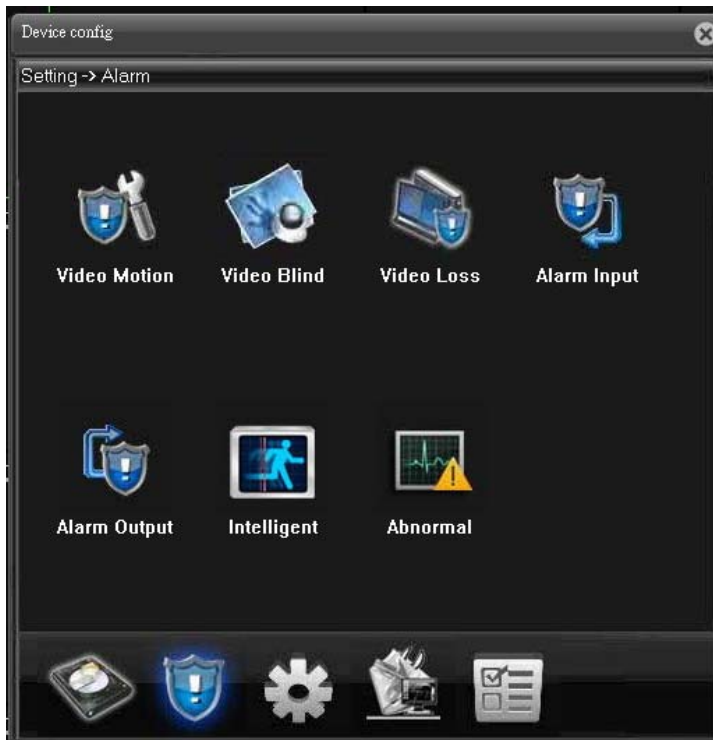 Device config
Setting -> Alarm
Video Motion Video Blind Video Loss Alarm Input
Alarm Output Intelligent Abnormal